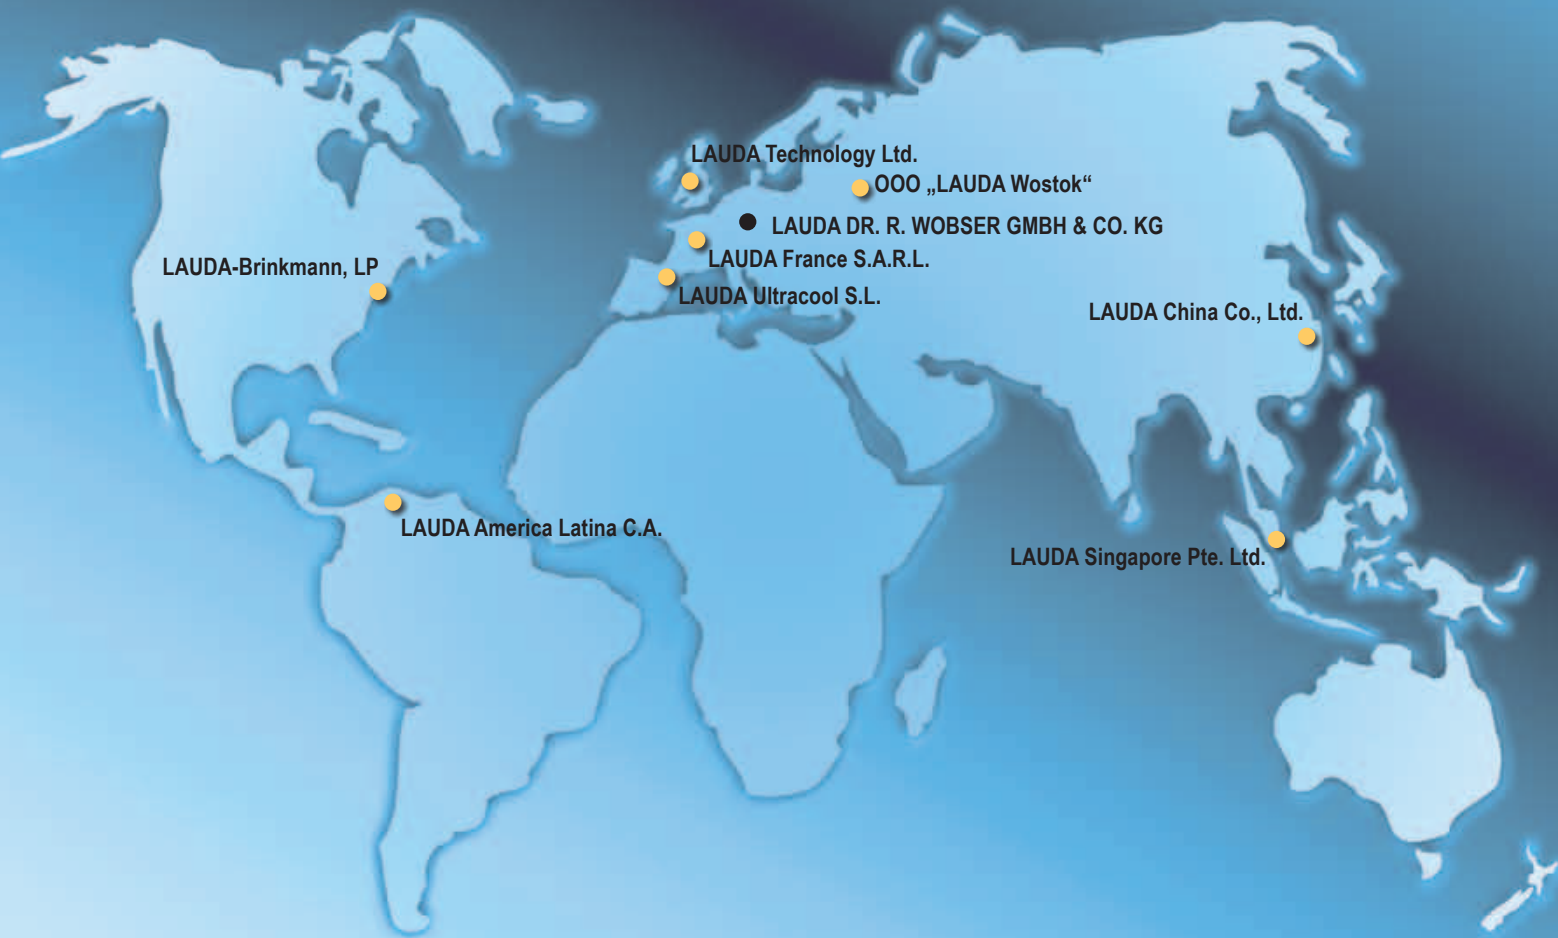 LAUDA Technology Ltd.
OOO „LAUDA Wostok“
LAUDA DR. R. WOBSER GMBH & CO. KG
LAUDA France S.A.R.L.
LAUDA-Brinkmann, LP
LAUDA Ultracool S.L.
LAUDA China Co., Ltd.
LAUDA America Latina C.A.
LAUDA Singapore Pte. Ltd.